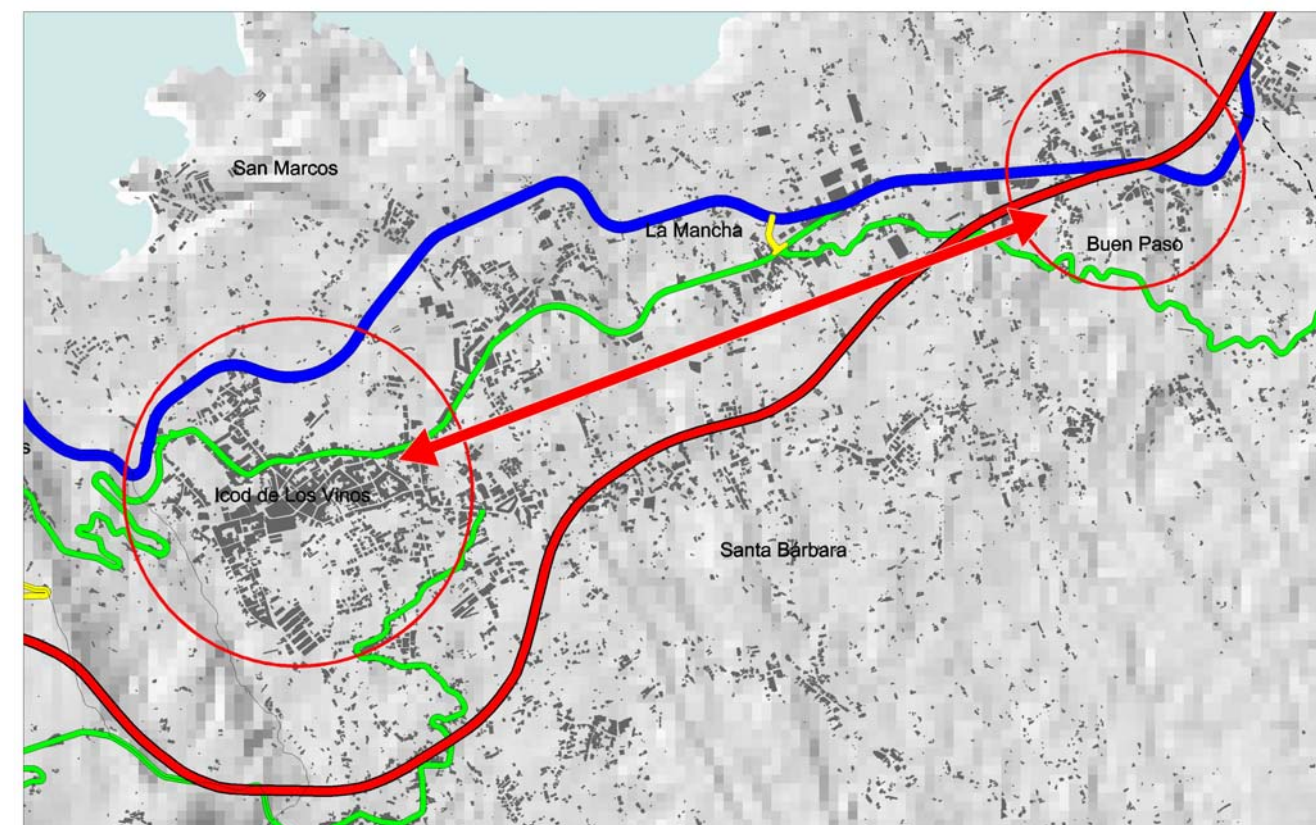 San Marcos
La Mancha
Buen Paso
s
Icod de Los Vinos
Santa Bárbara